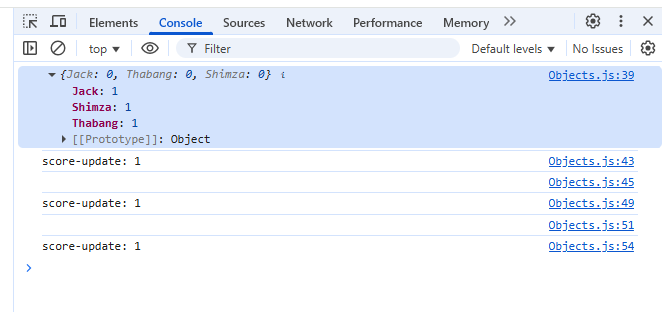 Elements Console Sources Network Performance Memory
top Filter Default levels No Issues
{Jack: 0, Thabang: 0, Shimza: 0} i Objects.js:39
Jack: 1
Shimza: 1
Thabang: 1
[[Prototype]]: Object
score-update: 1 Objects.js:43
Objects.js:45
score-update: 1 Objects.js:49
Objects.js:51
score-update: 1 Objects.js:54